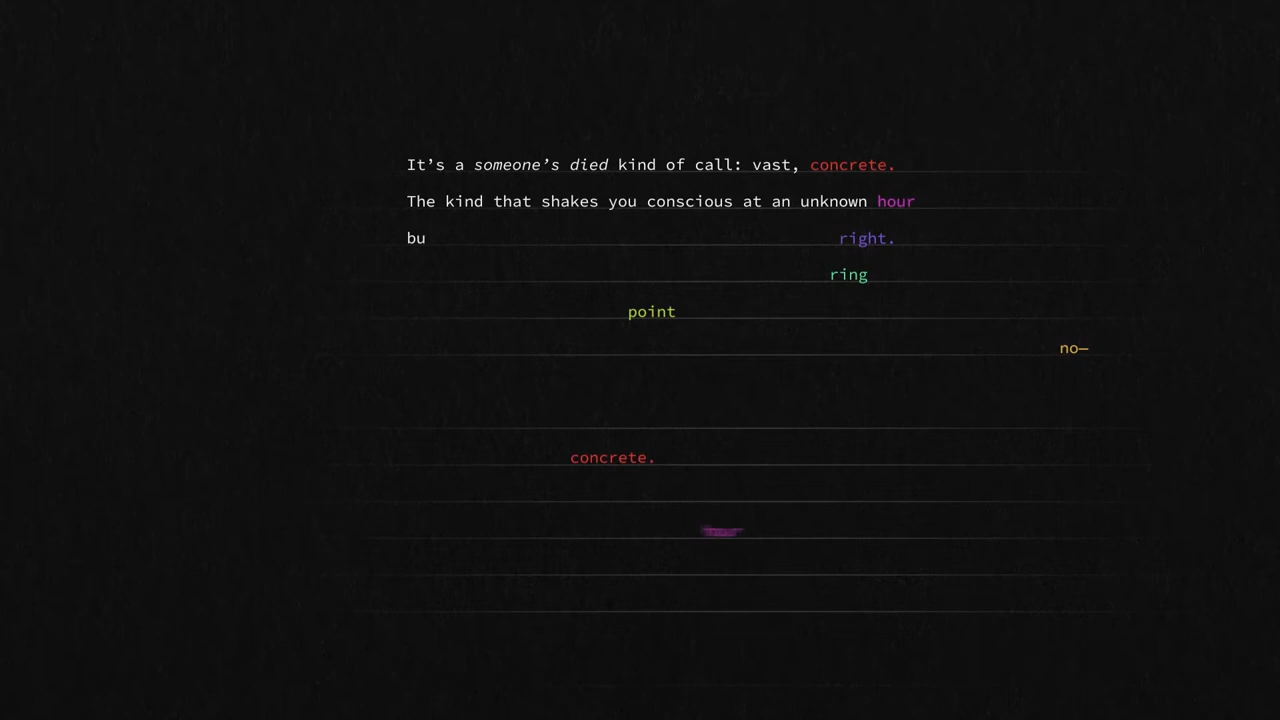 It’s a someone’s died kind of call: vast, concrete.
The kind that shakes you conscious at an unknown hour
bu right.
ring
point
no—
concrete.